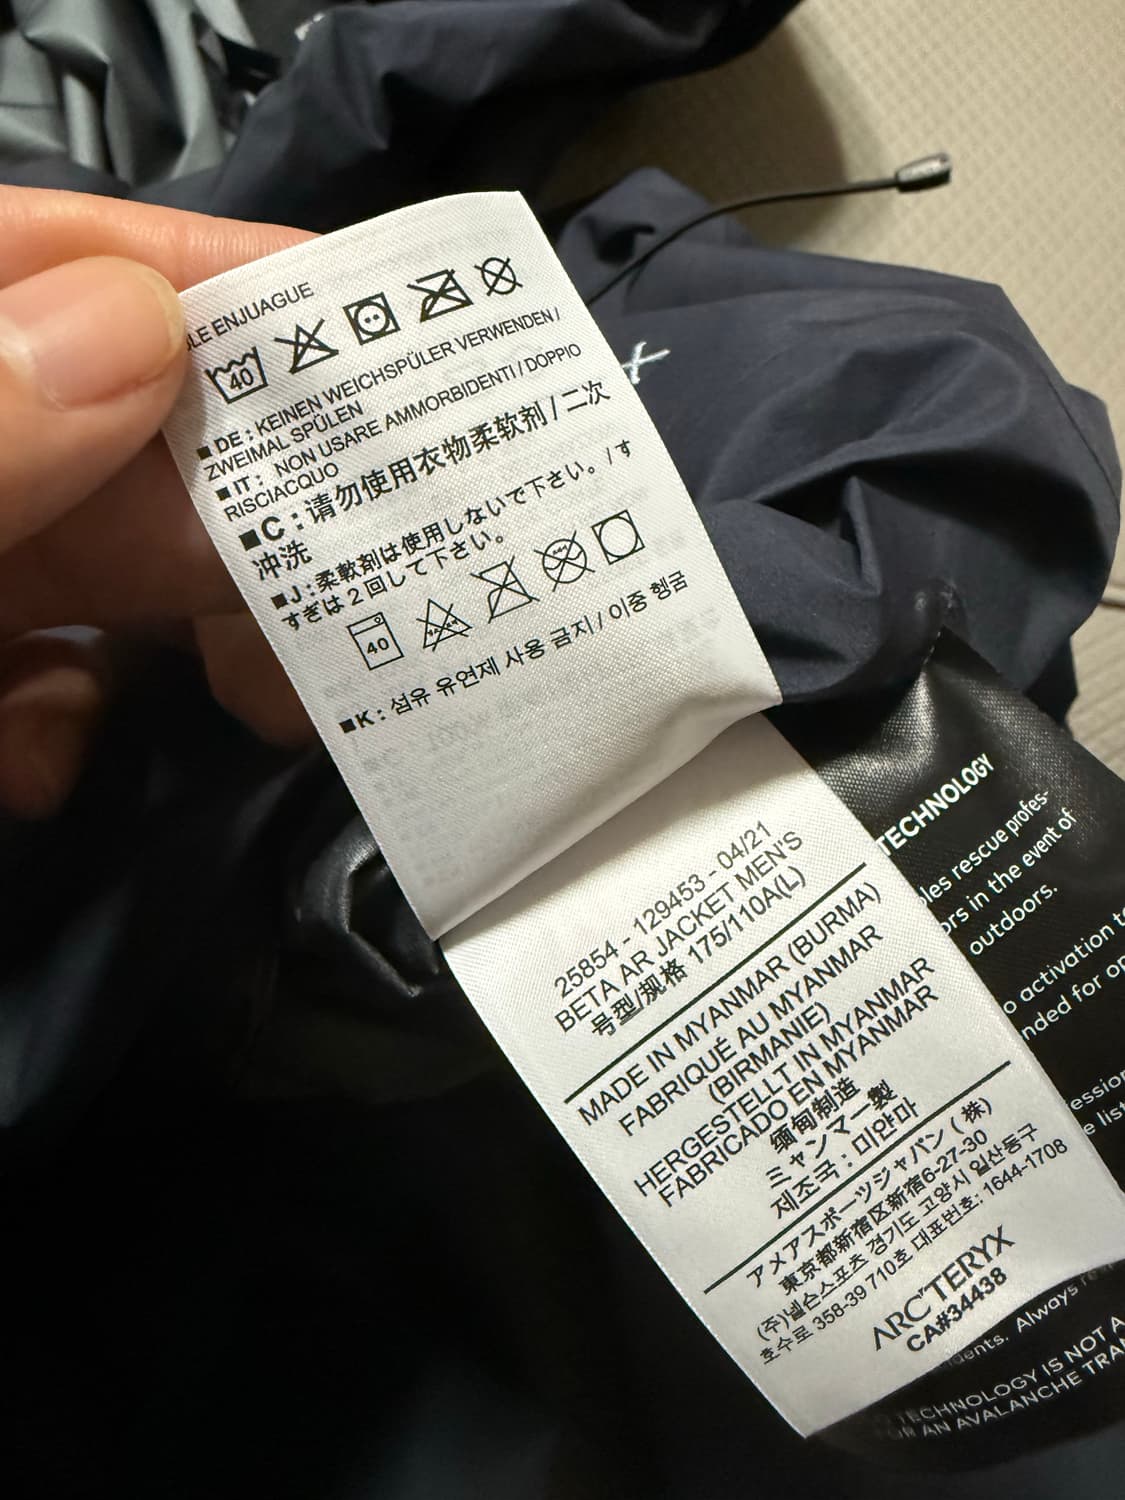 LE ENJUAGUE
40
■ DE : KEINEN WEICHSPÜLER VERWENDEN /
ZWEIMAL SPÜLEN
■ IT : NON USARE AMMORBIDENTI / DOPPIO
RISCIACQUO
■ C : 请勿使用衣物柔软剂 / 二次
冲洗
■ J : 柔軟剤は使用しないで下さい。/ す
すぎは2回して下さい。
40
■ K : 섬유 유연제 사용 금지 / 이중 헹굼
25854 - 129453 - 04/21
BETA AR JACKET MEN'S
号型/规格 175/110A(L)
MADE IN MYANMAR (BURMA)
FABRIQUÉ AU MYANMAR
(BIRMANIE)
HERGESTELLT IN MYANMAR
FABRICADO EN MYANMAR
缅甸制造
ミャンマー製
제조국 : 미얀마
アメアスポーツジャパン ( 株)
東京都新宿区新宿6-27-30
(주)넬슨스포츠 경기도 고양시 일산동구
호수로 358-39 710호 대표번호: 1644-1708
ARC'TERYX
CA#34438
TECHNOLOGY
les rescue profes-
ors in the event of
outdoors.
o activation to
nded for op
ession
e list
dents. Always re
TECHNOLOGY IS NOT A
FOR AN AVALANCHE TRAN